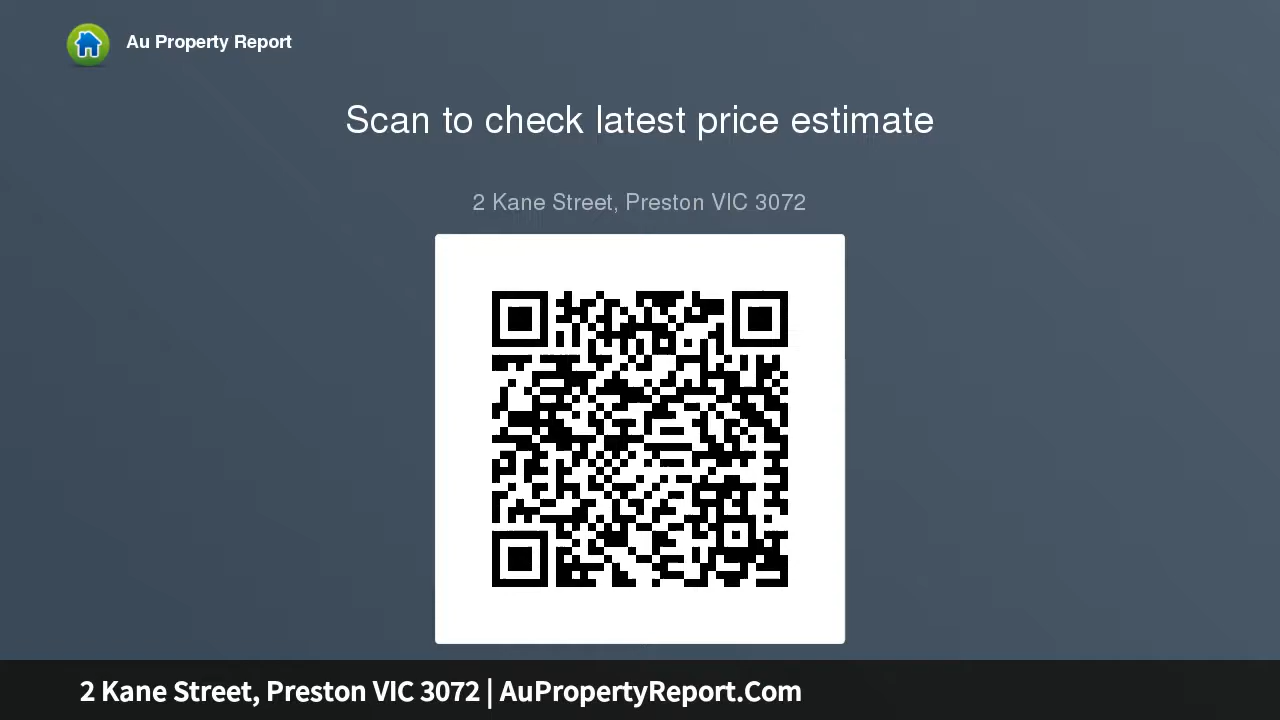 Au Property Report
Scan to check latest price estimate
2 Kane Street, Preston VIC 3072
2 Kane Street, Preston VIC 3072 | AuPropertyReport.Com